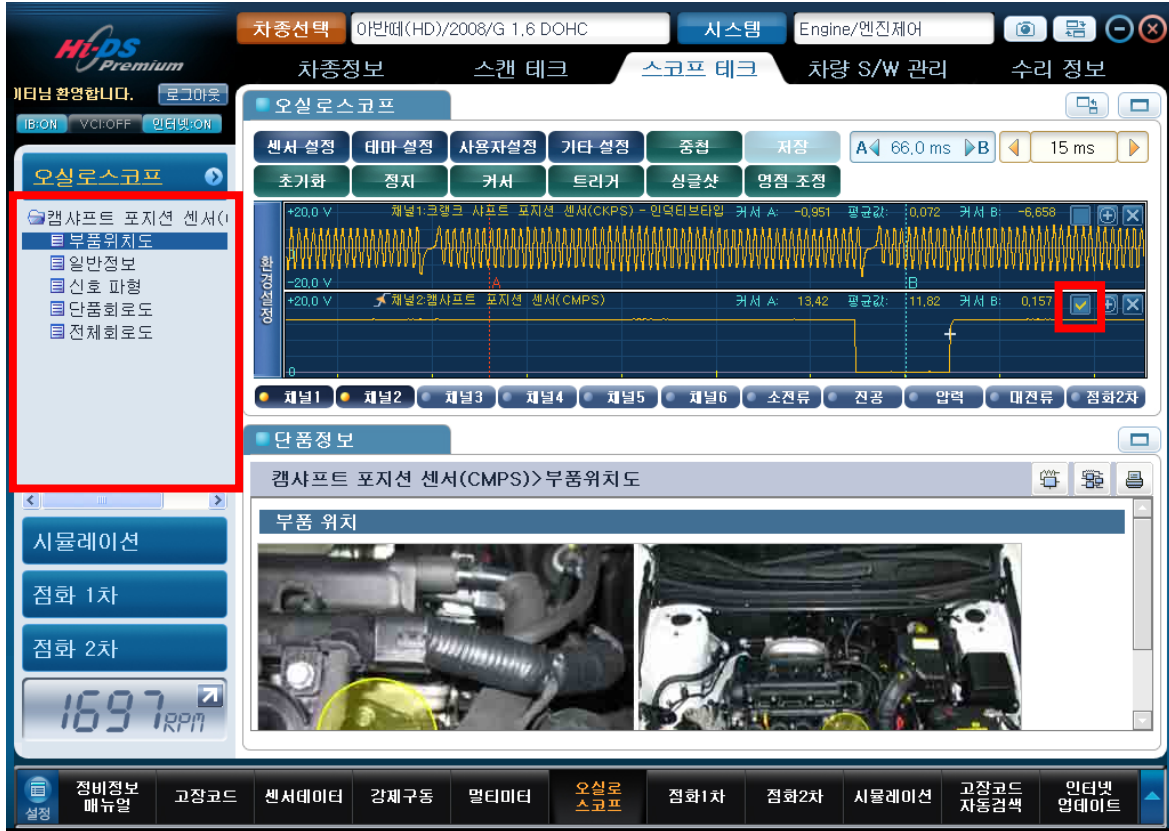 Hi-DS
Premium
차종선택 아반떼(HD)/2008/G 1.6 DOHC 시스템 Engine/엔진제어
차종정보 스캔 테크 스코프 테크 차량 S/W 관리 수리 정보
터님 환영합니다. 로그아웃
IB:ON VCI:OFF 인터넷:ON
오실로스코프
캠샤프트 포지션 센서(
부품위치도
일반정보
신호 파형
단품회로도
전체회로도
시뮬레이션
점화 1차
점화 2차
1697 RPM
오실로스코프
센서 설정 테마 설정 사용자설정 기타 설정 중첩 저장 A 66,0 ms B 15 ms
초기화 정지 커서 트리거 싱글샷 영점 조정
환경설정
+20,0 V 채널1:크랭크 샤프트 포지션 센서(CKPS) - 인덕티브타입 커서 A: -0,951 평균값: 0,072 커서 B: -6,658
-20,0 V A B
+20,0 V 채널2:캠샤프트 포지션 센서(CMPS) 커서 A: 13,42 평균값: 11,82 커서 B: 0,157
0
채널1 채널2 채널3 채널4 채널5 채널6 소전류 진공 압력 대전류 점화2차
단품정보
캠샤프트 포지션 센서(CMPS)>부품위치도
부품 위치
설정 정비정보 매뉴얼 고장코드 센서데이터 강제구동 멀티미터 오실로스코프 점화1차 점화2차 시뮬레이션 고장코드 자동검색 인터넷 업데이트